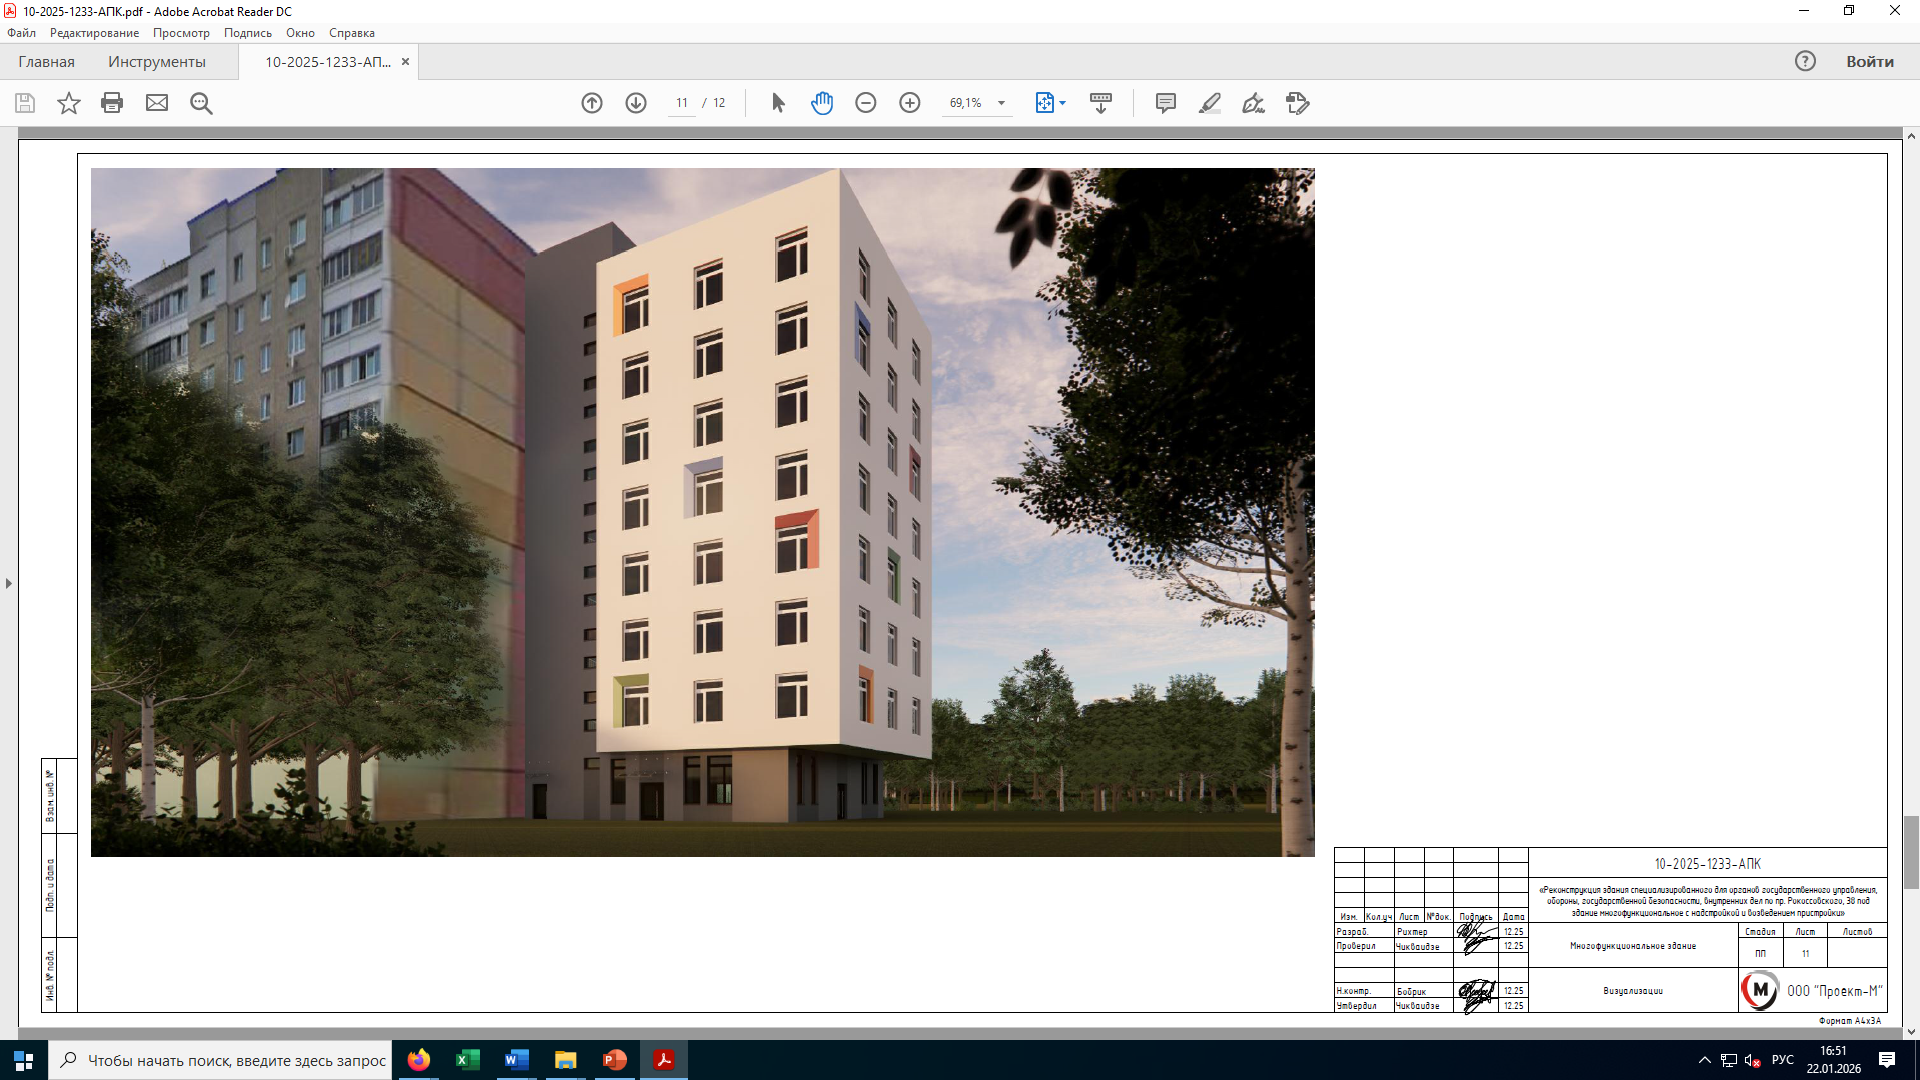 10-2025-1233-АПК.pdf - Adobe Acrobat Reader DC
Файл Редактирование Просмотр Подпись Окно Справка
Главная Инструменты 10-2025-1233-АП... × Войти
11 / 12 69,1%
Взам. инв. №
Подп. и дата
Инв. № подл.
10-2025-1233-АПК
«Реконструкция здания специализированного для органов государственного управления,
обороны, государственной безопасности, внутренних дел по пр. Рокоссовского, 38 под
здание многофункциональное с надстройкой и возведением пристройки»
Изм. Кол.уч Лист №док. Подпись Дата
Разраб. Рихтер 12.25
Проверил Чикваидзе 12.25
Н.контр. Бобрик 12.25
Утвердил Чикваидзе 12.25
Многофункциональное здание
Стадия Лист Листов
ПП 11
Визуализации
М ООО "Проект-М"
Формат А4х3А
Чтобы начать поиск, введите здесь запрос
РУС
16:51
22.01.2026